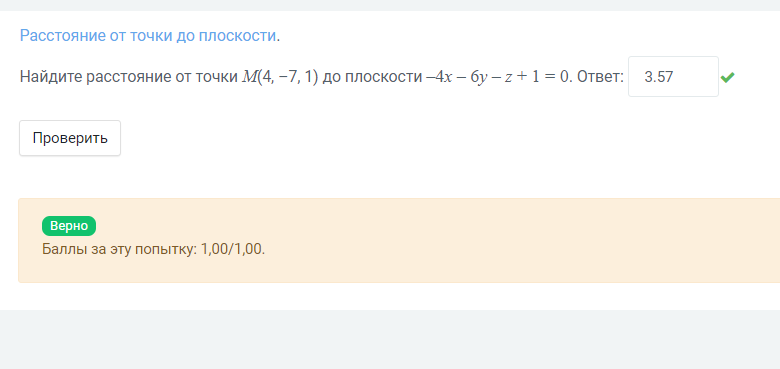 Расстояние от точки до плоскости.
Найдите расстояние от точки M(4, −7, 1) до плоскости −4x − 6y − z + 1 = 0. Ответ: 3.57
Проверить
Верно
Баллы за эту попытку: 1,00/1,00.